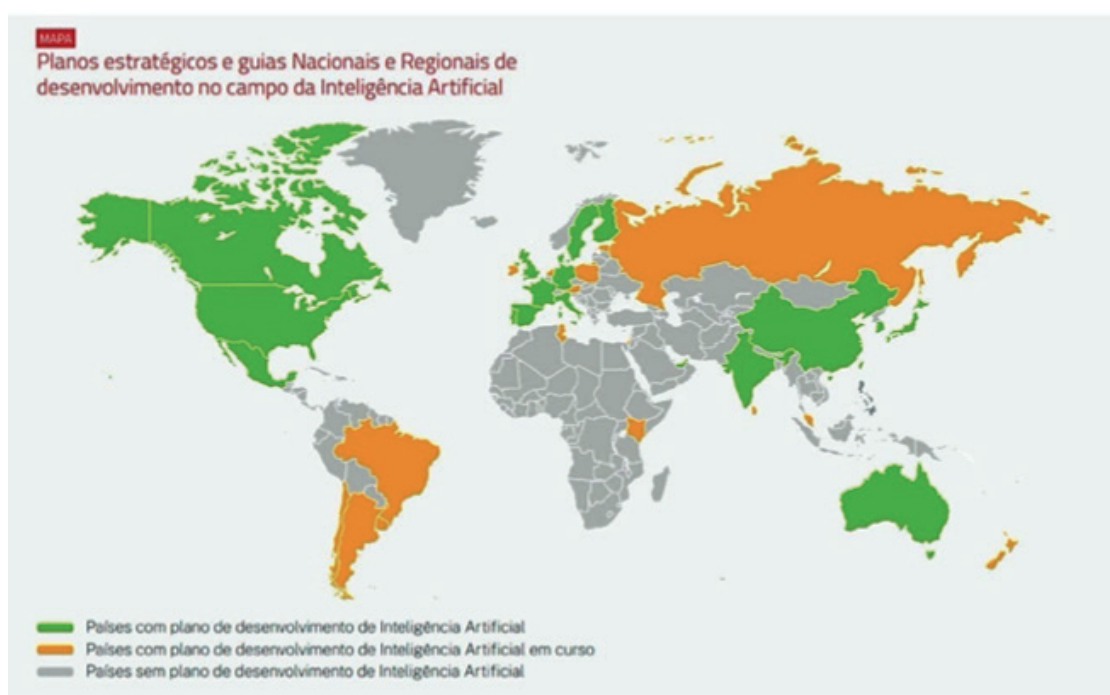 MAPA
Planos estratégicos e guias Nacionais e Regionais de
desenvolvimento no campo da Inteligência Artificial
Países com plano de desenvolvimento de Inteligência Artificial
Países com plano de desenvolvimento de Inteligência Artificial em curso
Países sem plano de desenvolvimento de Inteligência Artificial